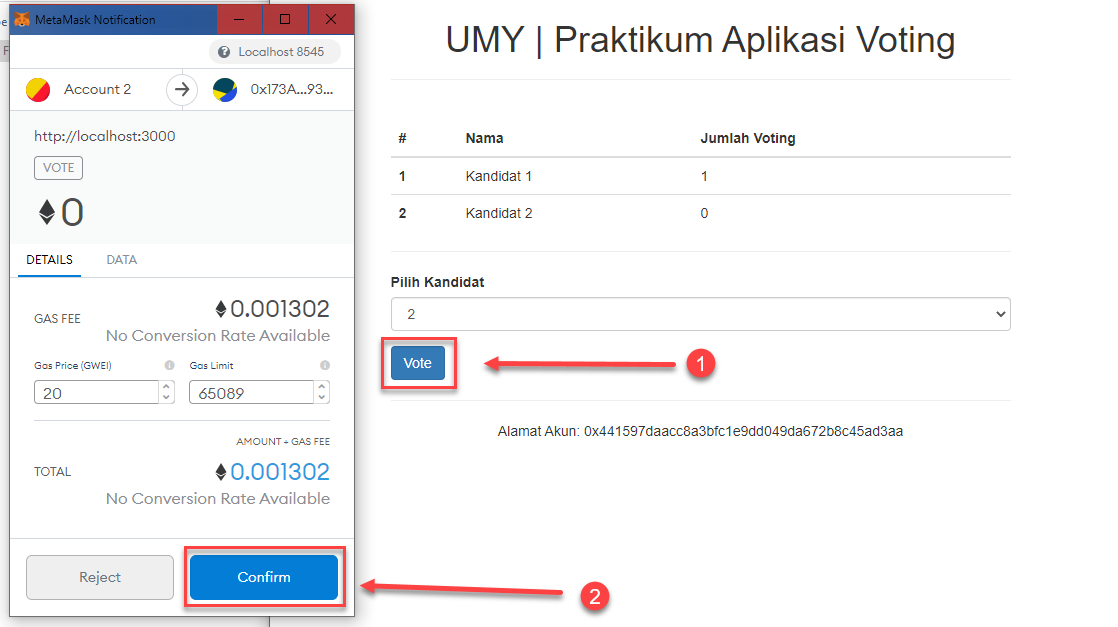 MetaMask Notification
Localhost 8545
Account 2
0x173A...93...
http://localhost:3000
VOTE
0
DETAILS DATA
GAS FEE
0.001302
No Conversion Rate Available
Gas Price (GWEI) Gas Limit
20 65089
AMOUNT + GAS FEE
TOTAL
0.001302
No Conversion Rate Available
Reject Confirm
2
UMY | Praktikum Aplikasi Voting
# Nama Jumlah Voting
1 Kandidat 1 1
2 Kandidat 2 0
Pilih Kandidat
2
Vote
1
Alamat Akun: 0x441597daacc8a3bfc1e9dd049da672b8c45ad3aa